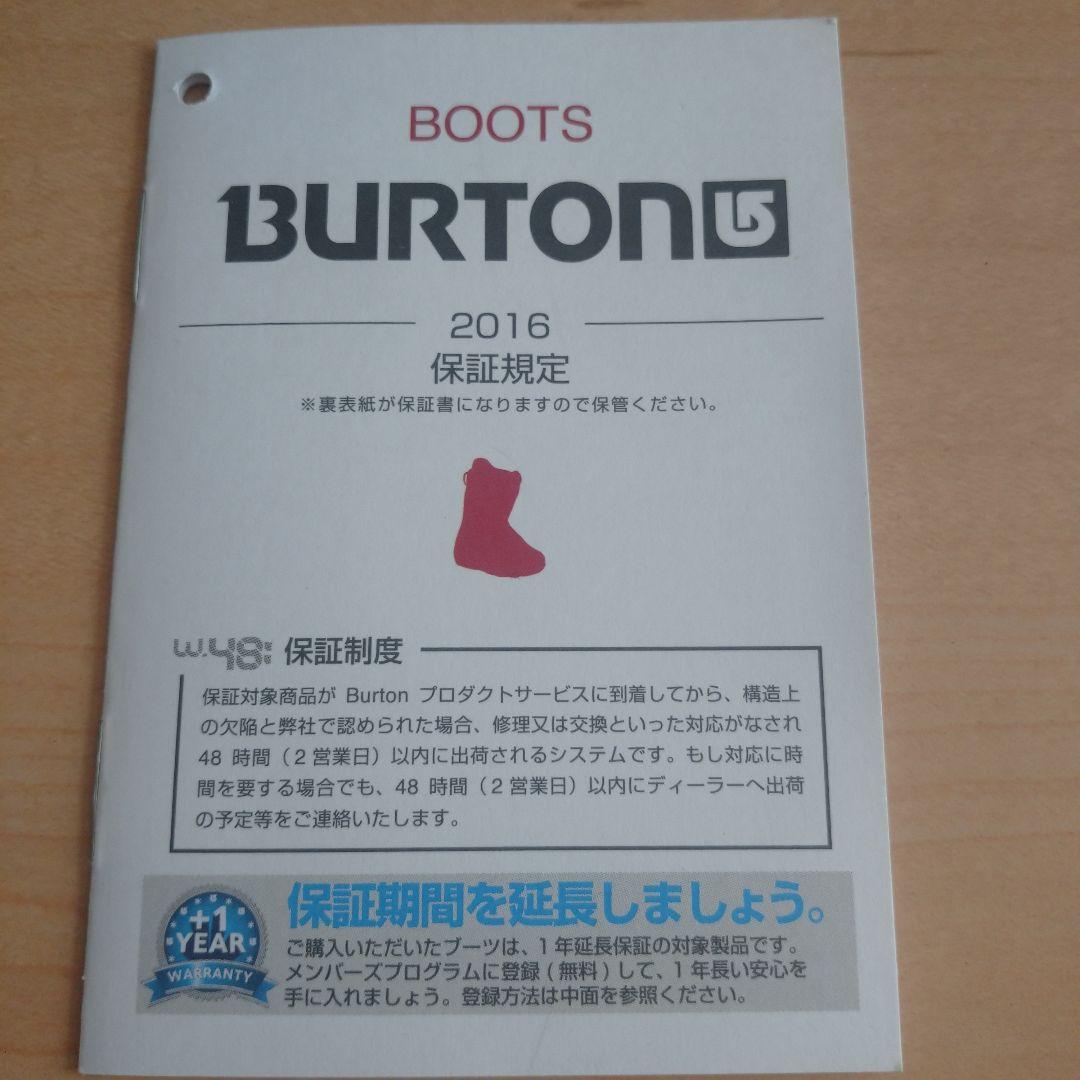 BOOTS
BURTON
2016
保証規定
※裏表紙が保証書になりますので保管ください。
w.48: 保証制度
保証対象商品が Burton プロダクトサービスに到着してから、構造上
の欠陥と弊社で認められた場合、修理又は交換といった対応がなされ
48 時間（2営業日）以内に出荷されるシステムです。もし対応に時
間を要する場合でも、48 時間（2営業日）以内にディーラーへ出荷
の予定等をご連絡いたします。
+1
YEAR
WARRANTY
保証期間を延長しましょう。
ご購入いただいたブーツは、1年延長保証の対象製品です。
メンバーズプログラムに登録(無料)して、1年長い安心を
手に入れましょう。登録方法は中面を参照ください。